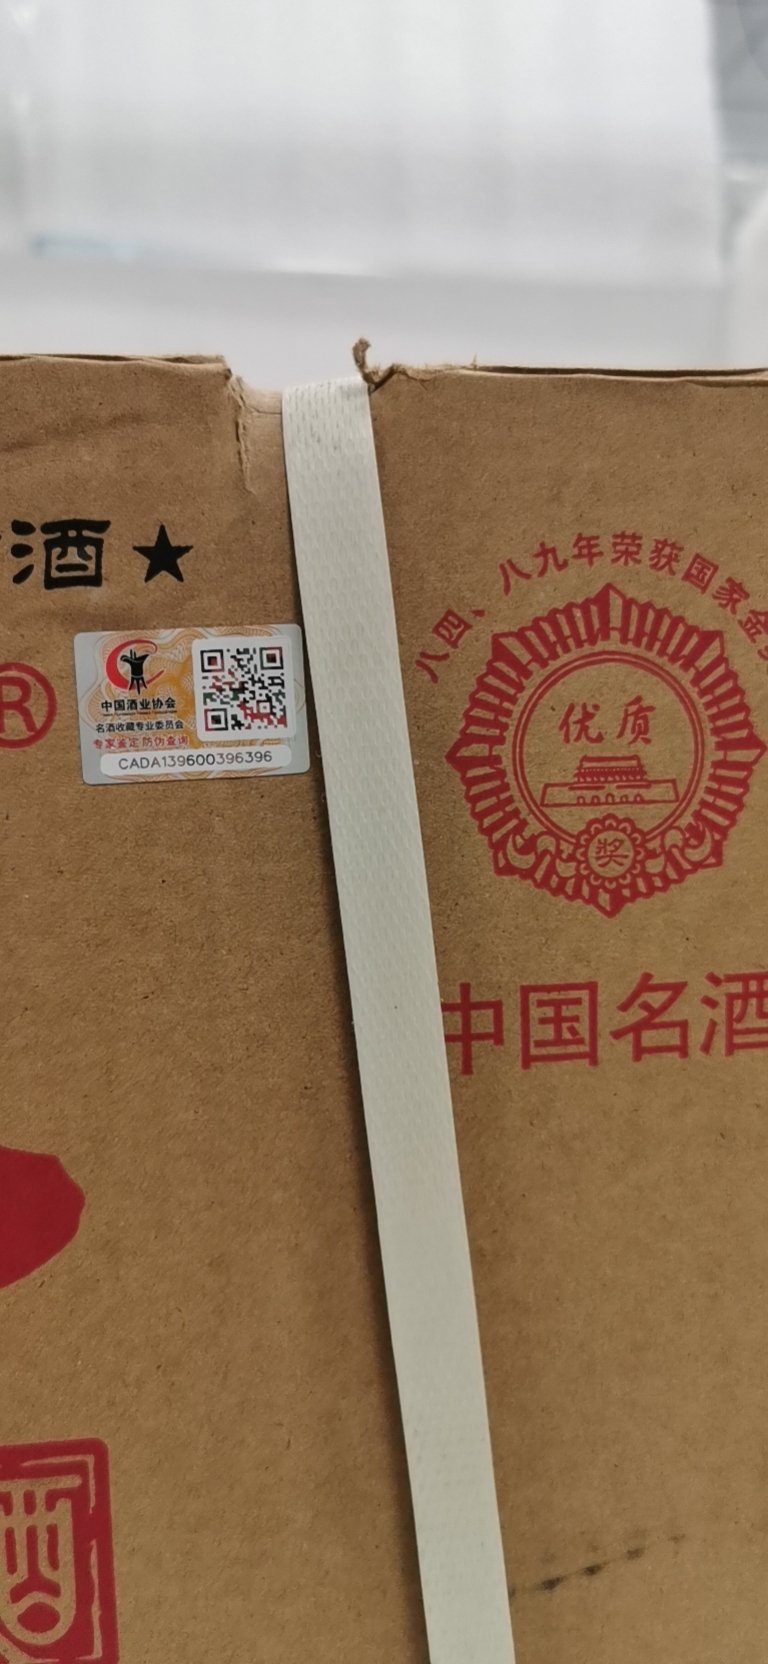 酒★
®
中国酒业协会
名酒收藏专业委员会
专家鉴定 防伪查询
CADA139600396396
八四、八九年荣获国家金
优质
奖
中国名酒